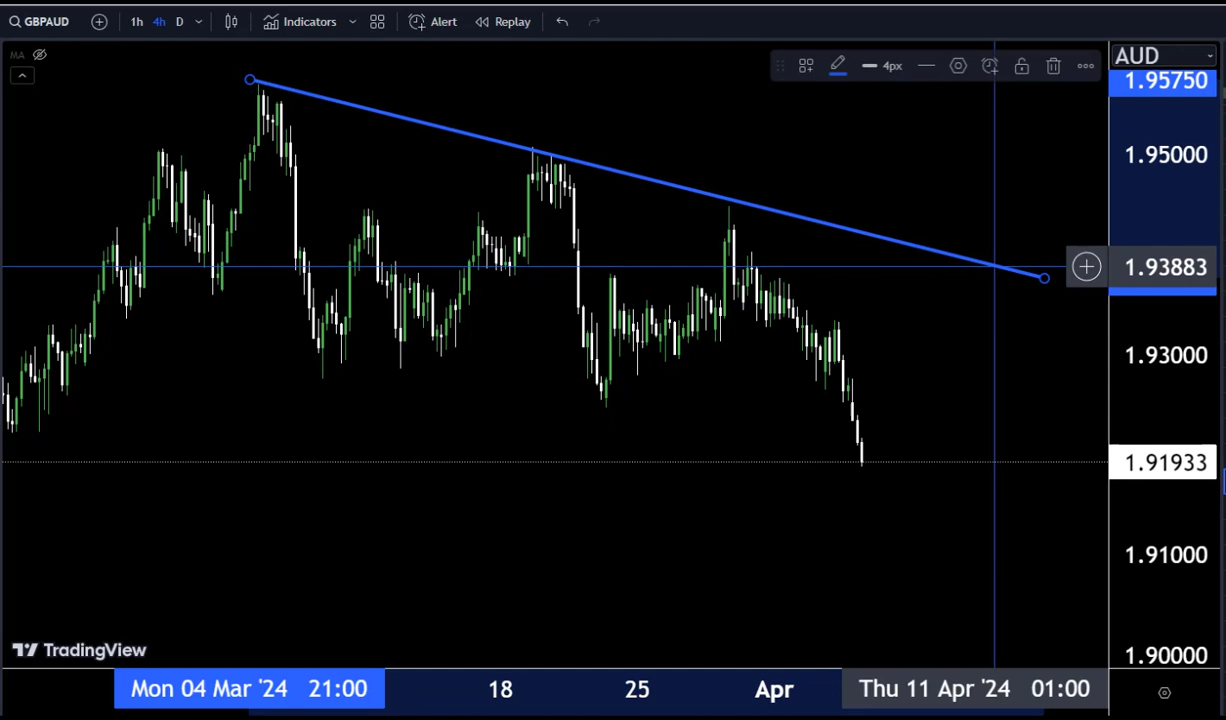 GBPAUD 1h 4h D Indicators Alert Replay
MA
4px
AUD
1.95750
1.95000
1.93883
1.93000
1.91933
1.91000
1.90000
TradingView
Mon 04 Mar '24 21:00 18 25 Apr Thu 11 Apr '24 01:00